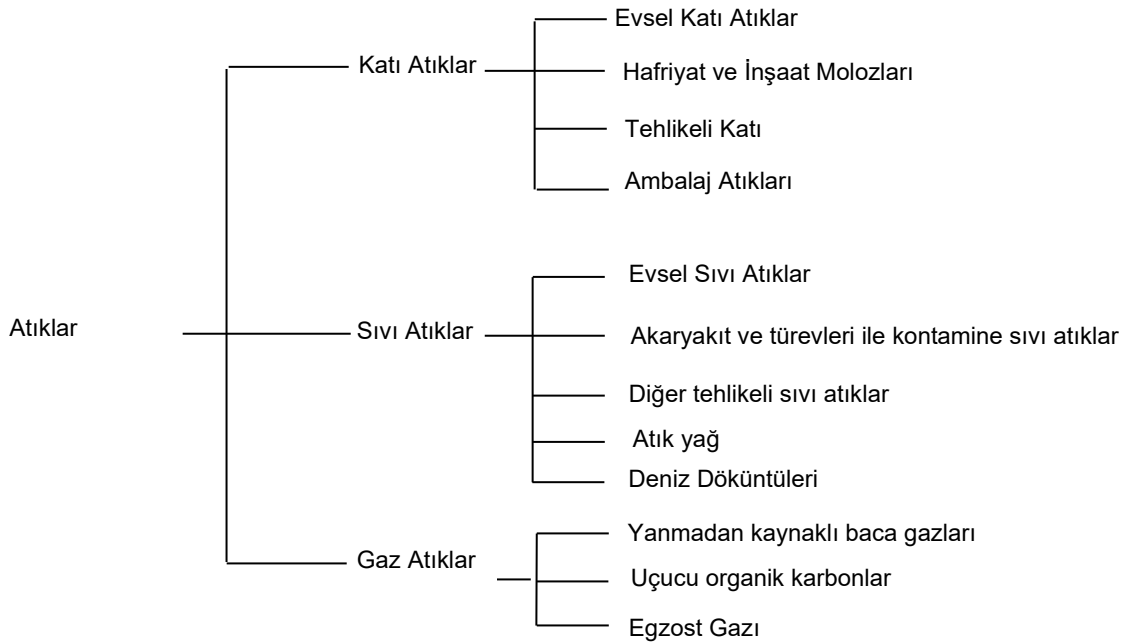 Atıklar
Katı Atıklar
Evsel Katı Atıklar
Hafriyat ve İnşaat Molozları
Tehlikeli Katı
Ambalaj Atıkları
Sıvı Atıklar
Evsel Sıvı Atıklar
Akaryakıt ve türevleri ile kontamine sıvı atıklar
Diğer tehlikeli sıvı atıklar
Atık yağ
Deniz Döküntüleri
Gaz Atıklar
Yanmadan kaynaklı baca gazları
Uçucu organik karbonlar
Egzost Gazı